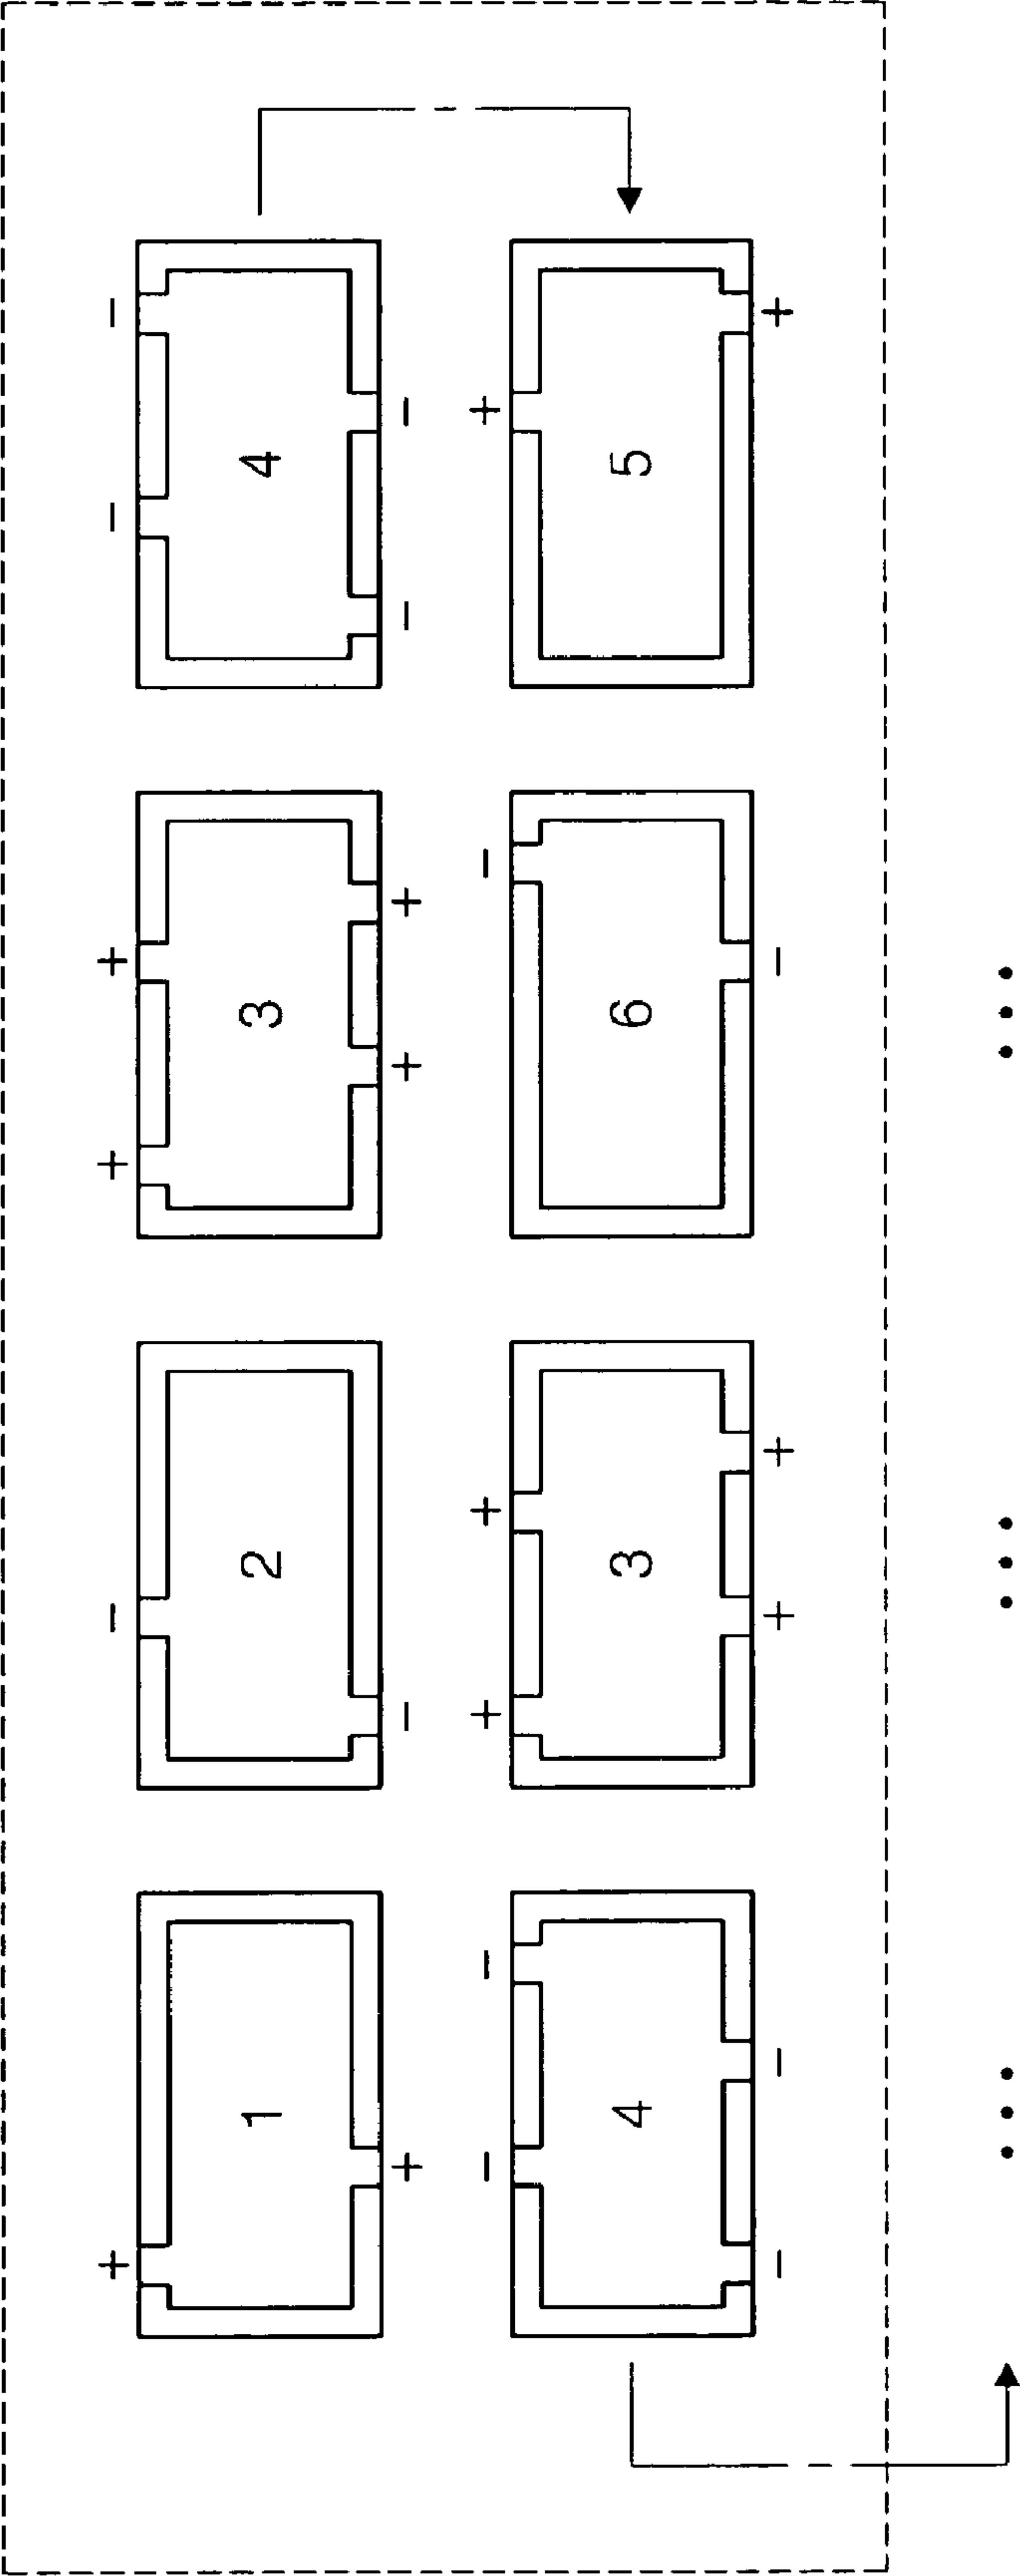 + − + + − −
1 2 3 4
+ − + + − −
− − + + − +
4 3 6 5
− − + + − +
••• ••• •••